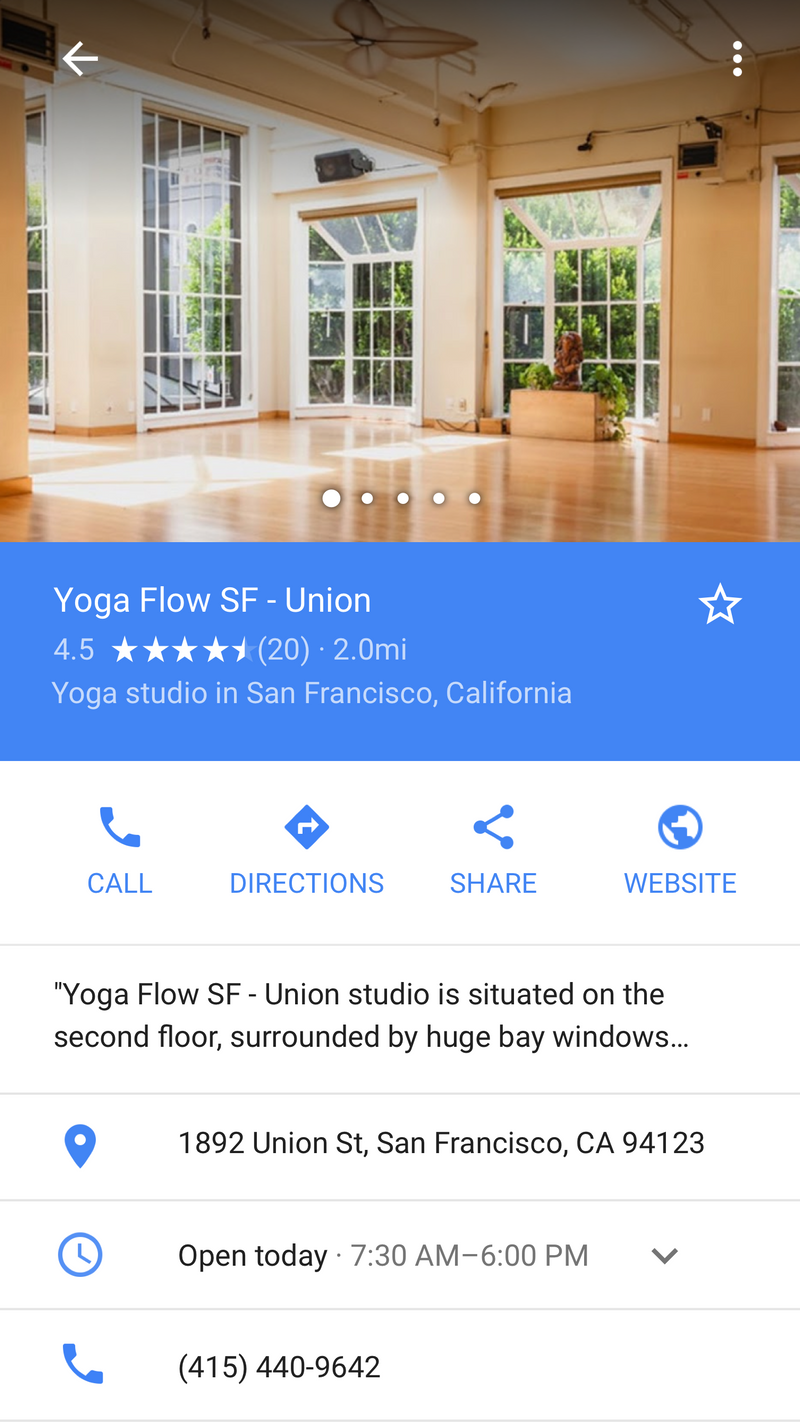 Yoga Flow SF - Union
4.5 ★★★★★ (20) · 2.0mi
Yoga studio in San Francisco, California
CALL
DIRECTIONS
SHARE
WEBSITE
"Yoga Flow SF - Union studio is situated on the
second floor, surrounded by huge bay windows…
1892 Union St, San Francisco, CA 94123
Open today · 7:30 AM–6:00 PM
(415) 440-9642